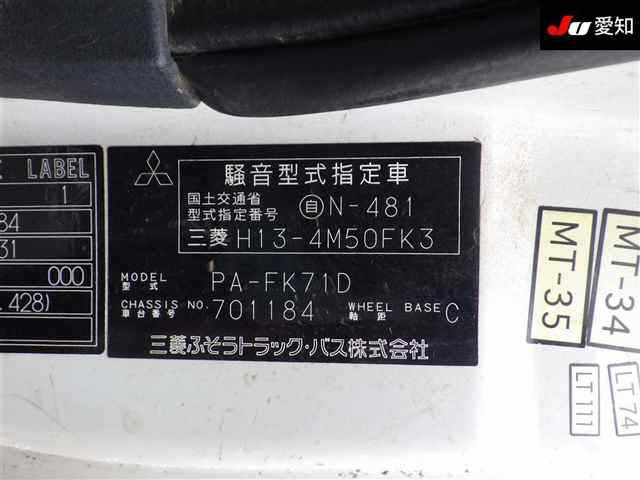 JU 愛知
LABEL
1
84
31
000
.428)
騒音型式指定車
国土交通省
型式指定番号 自N-481
三菱 H13-4M50FK3
MODEL
型式 PA-FK71D
CHASSIS NO.
車台番号 701184
WHEEL BASE
軸距 C
三菱ふそうトラック・バス株式会社
MT-35
MT-34
LT111
LT74